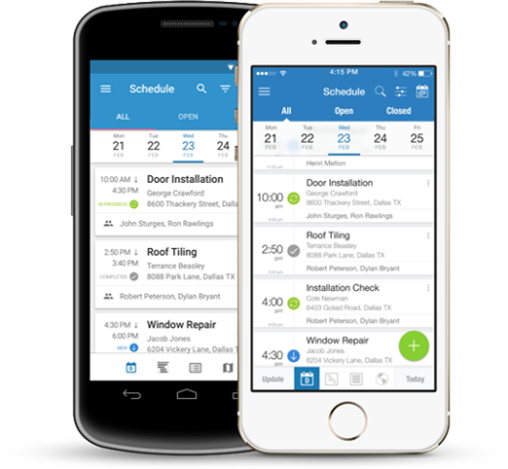 Schedule
ALL
OPEN
Mon
21
FEB
Tue
22
FEB
Wed
23
FEB
Thu
24
FEB
10:00 AM ↓
4:30 PM
IN-PROGRESS
Door Installation
George Crawford
8600 Thackery Street, Dalla
John Sturges, Ron Rawlings
2:50 PM ↓
3:40 PM
COMPLETED
Roof Tiling
Terrance Beasley
8088 Park Lane, Dallas TX
Robert Peterson, Dylan Bryant
4:30 PM ↓
6:00 PM
NEW
Window Repair
Jacob Jones
6204 Vickery Lane, Dallas
4:15 PM
42%
Schedule
All
Open
Closed
Mon
21
FEB
Tue
22
FEB
Wed
23
FEB
Thu
24
FEB
Fri
25
FEB
Henri Melton
10:00
Door Installation
George Crawford
8600 Thackery Street, Dallas TX
John Sturges, Ron Rawlings
2:50
pm
Roof Tiling
Terrance Beasley
8088 Park Lane, Dallas TX
Robert Peterson, Dylan Bryant
4:00
pm
Installation Check
Cole Newman
6403 Goliad Road, Dallas TX
Robert Peterson, Dylan Bryant
4:30
pm
Window Repair
Jacob Jones
6204 Vickery Lane, Dallas TX
Update
Today